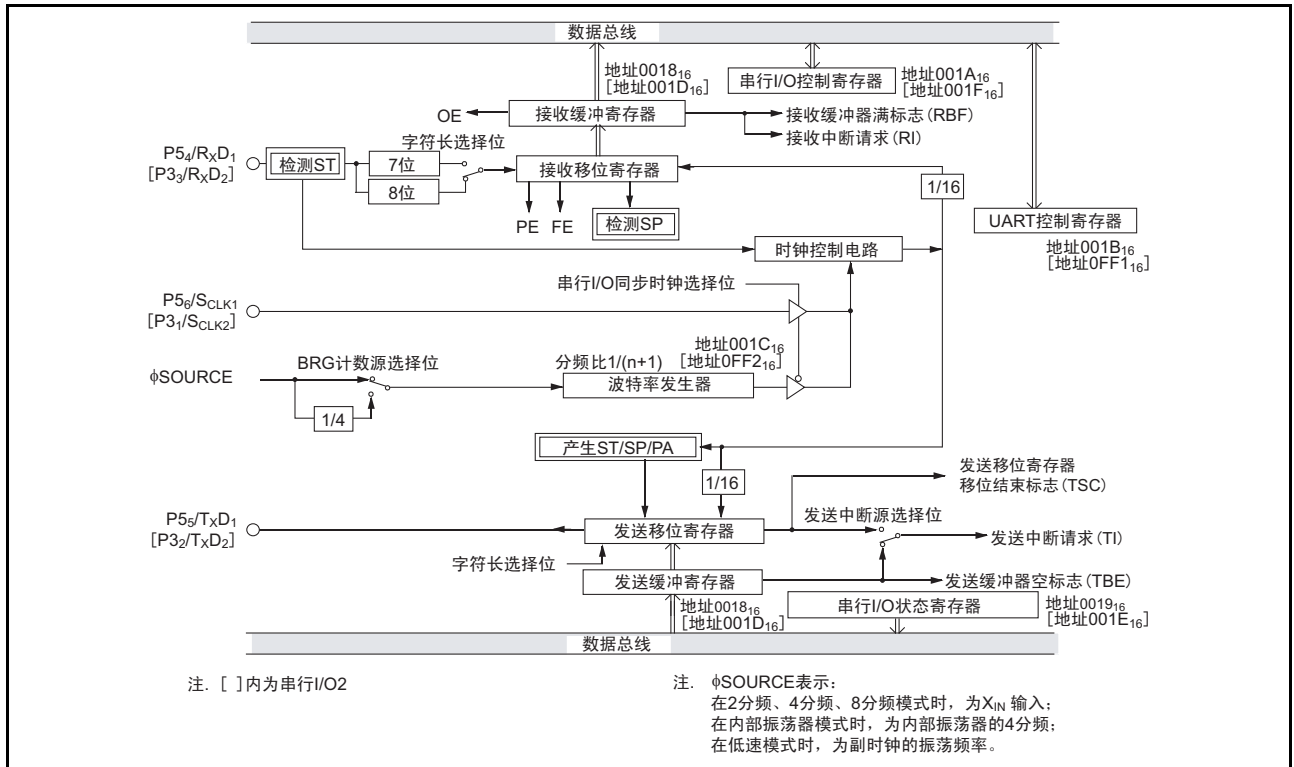 数据总线
地址0018₁₆
[地址001D₁₆]
串行I/O控制寄存器
地址001A₁₆
[地址001F₁₆]
OE
接收缓冲寄存器
接收缓冲器满标志(RBF)
接收中断请求(RI)
字符长选择位
P5₄/RₓD₁
[P3₃/RₓD₂]
检测ST
7位
8位
接收移位寄存器
1/16
PE
FE
检测SP
UART控制寄存器
地址001B₁₆
[地址0FF1₁₆]
时钟控制电路
串行I/O同步时钟选择位
P5₆/S_CLK1
[P3₁/S_CLK2]
地址001C₁₆
[地址0FF2₁₆]
BRG计数源选择位
分频比1/(n+1)
ϕSOURCE
波特率发生器
1/4
产生ST/SP/PA
1/16
发送移位寄存器
移位结束标志(TSC)
P5₅/TₓD₁
[P3₂/TₓD₂]
发送移位寄存器
发送中断源选择位
发送中断请求(TI)
字符长选择位
发送缓冲寄存器
发送缓冲器空标志(TBE)
地址0018₁₆
[地址001D₁₆]
串行I/O状态寄存器
地址0019₁₆
[地址001E₁₆]
数据总线
注. [ ]内为串行I/O2
注. ϕSOURCE表示:
在2分频、4分频、8分频模式时，为X_IN 输入;
在内部振荡器模式时，为内部振荡器的4分频;
在低速模式时，为副时钟的振荡频率。